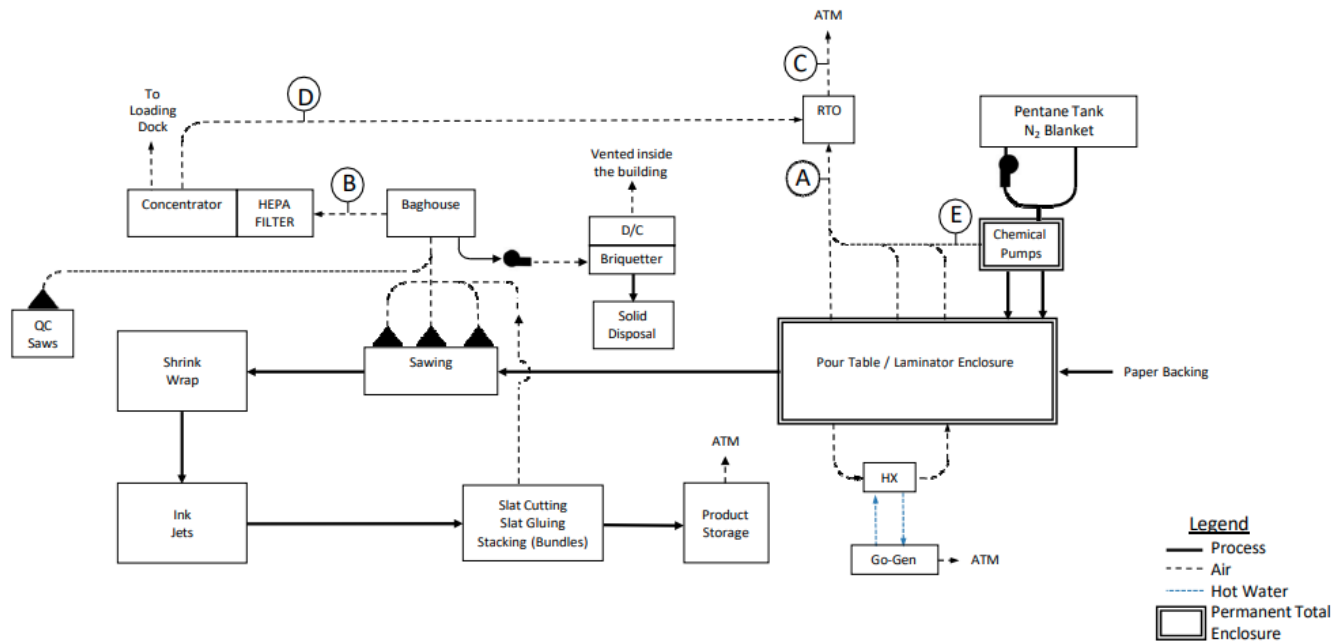 ATM
C
D
To
Loading
Dock
RTO
Pentane Tank
N₂ Blanket
Vented inside
the building
A
B
Concentrator
HEPA
FILTER
Baghouse
D/C
Briquetter
E
Chemical
Pumps
Solid
Disposal
QC
Saws
Shrink
Wrap
Sawing
Pour Table / Laminator Enclosure
Paper Backing
ATM
HX
Ink
Jets
Slat Cutting
Slat Gluing
Stacking (Bundles)
Product
Storage
Go-Gen
ATM
Legend
Process
Air
Hot Water
Permanent Total
Enclosure